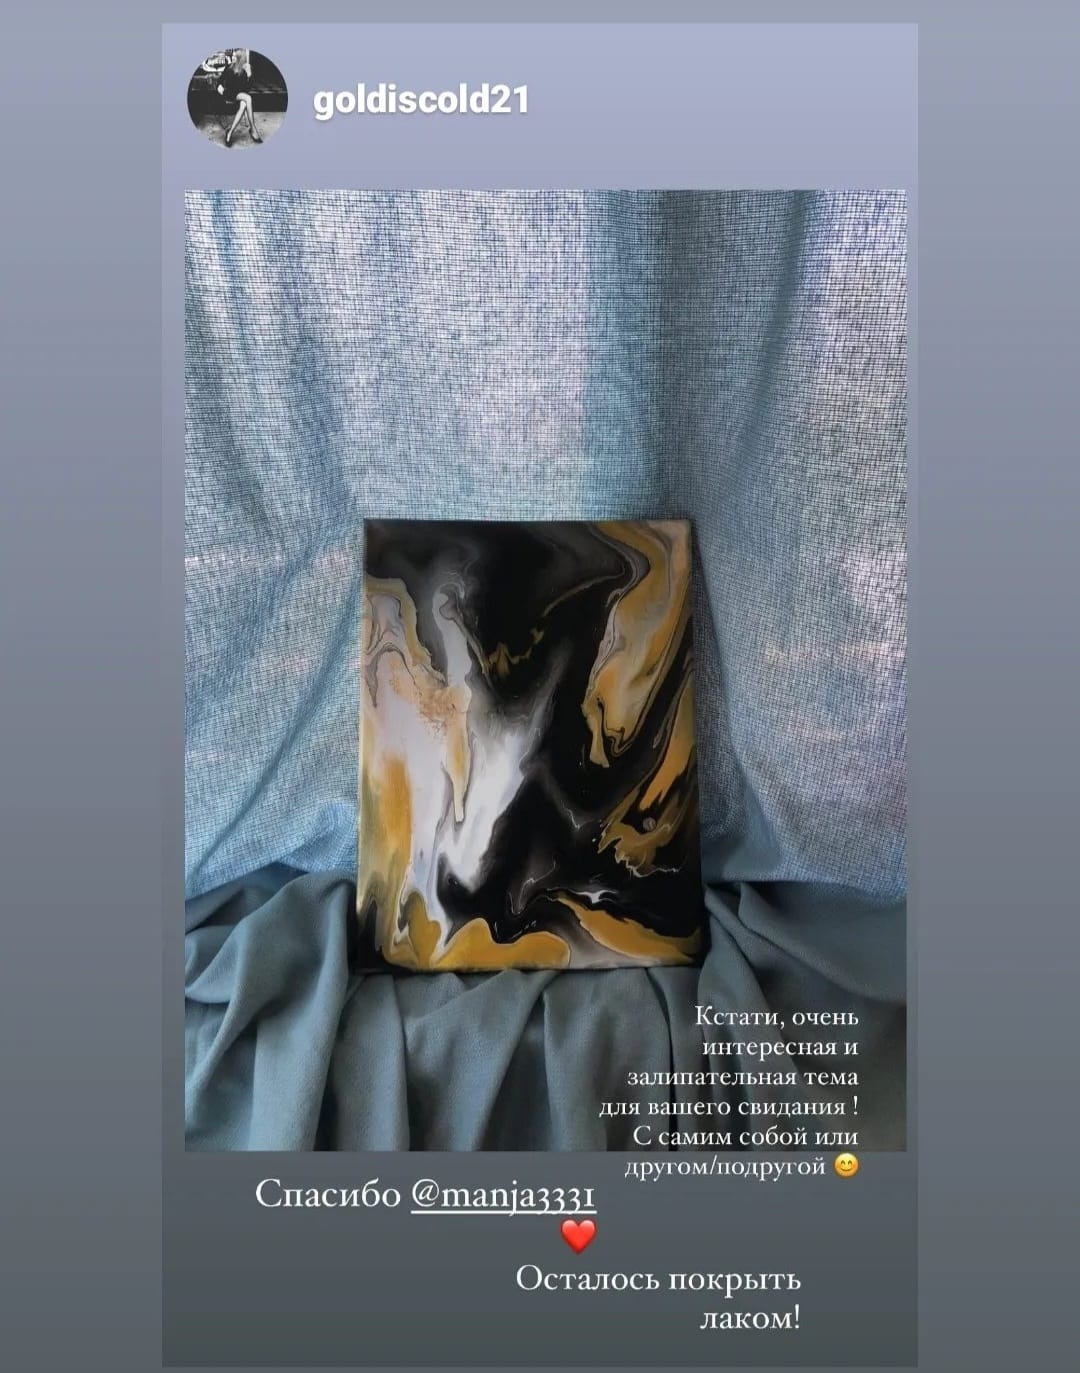 goldiscold21
Кстати, очень
интересная и
залипательная тема
для вашего свидания !
С самим собой или
другом/подругой 😊
Спасибо @manja3331
❤️
Осталось покрыть
лаком!